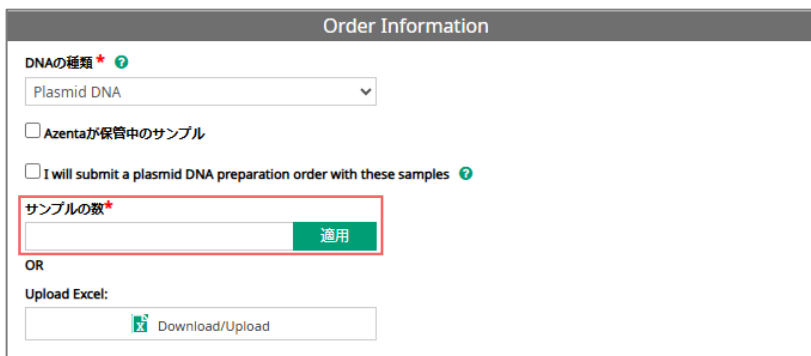 Order Information
DNAの種類 *
Plasmid DNA
Azentaが保管中のサンプル
I will submit a plasmid DNA preparation order with these samples
サンプルの数*
適用
OR
Upload Excel:
Download/Upload